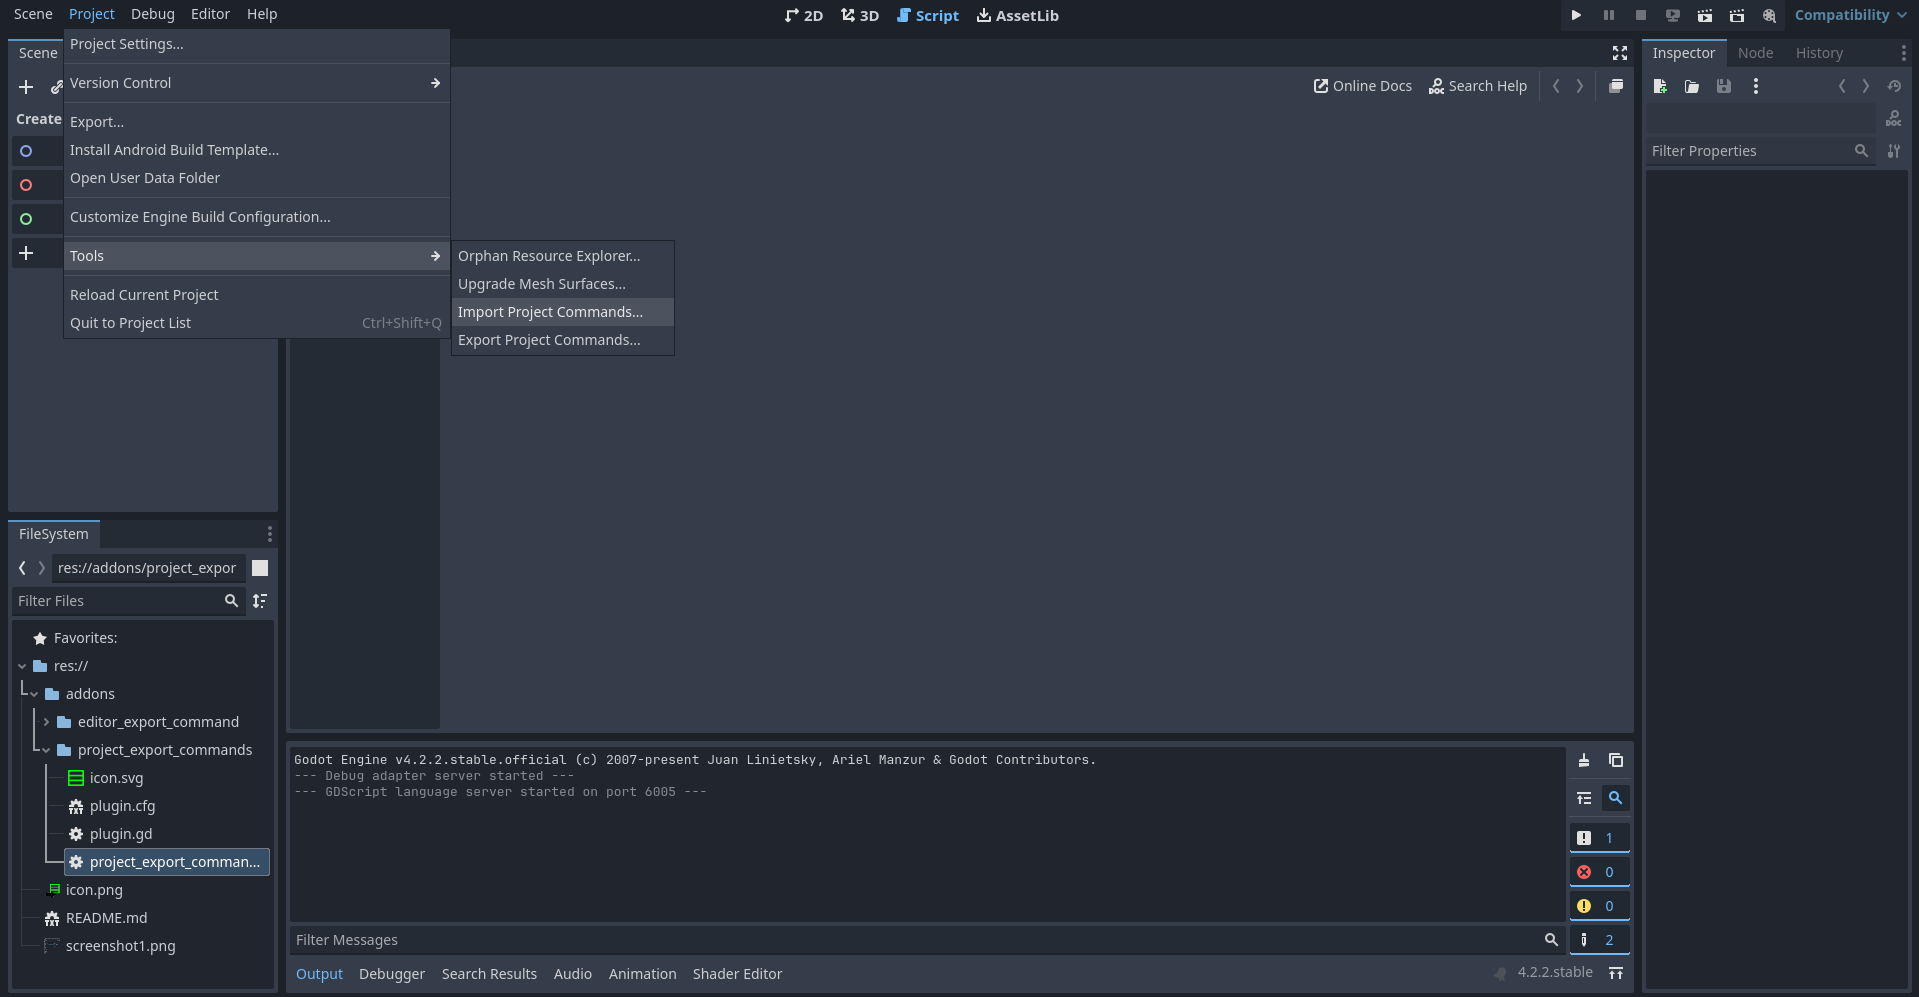 Scene Project Debug Editor Help
2D 3D Script AssetLib
Compatibility
Scene
Project Settings...
Version Control
Export...
Install Android Build Template...
Open User Data Folder
Customize Engine Build Configuration...
Tools
Reload Current Project
Quit to Project List Ctrl+Shift+Q
Orphan Resource Explorer...
Upgrade Mesh Surfaces...
Import Project Commands...
Export Project Commands...
Create
Online Docs Search Help
Inspector Node History
DOC
Filter Properties
FileSystem
res://addons/project_expor
Filter Files
Favorites:
res://
addons
editor_export_command
project_export_commands
icon.svg
plugin.cfg
plugin.gd
project_export_comman...
icon.png
README.md
screenshot1.png
Godot Engine v4.2.2.stable.official (c) 2007-present Juan Linietsky, Ariel Manzur & Godot Contributors.
--- Debug adapter server started ---
--- GDScript language server started on port 6005 ---
1
0
0
2
Filter Messages
Output Debugger Search Results Audio Animation Shader Editor
4.2.2.stable